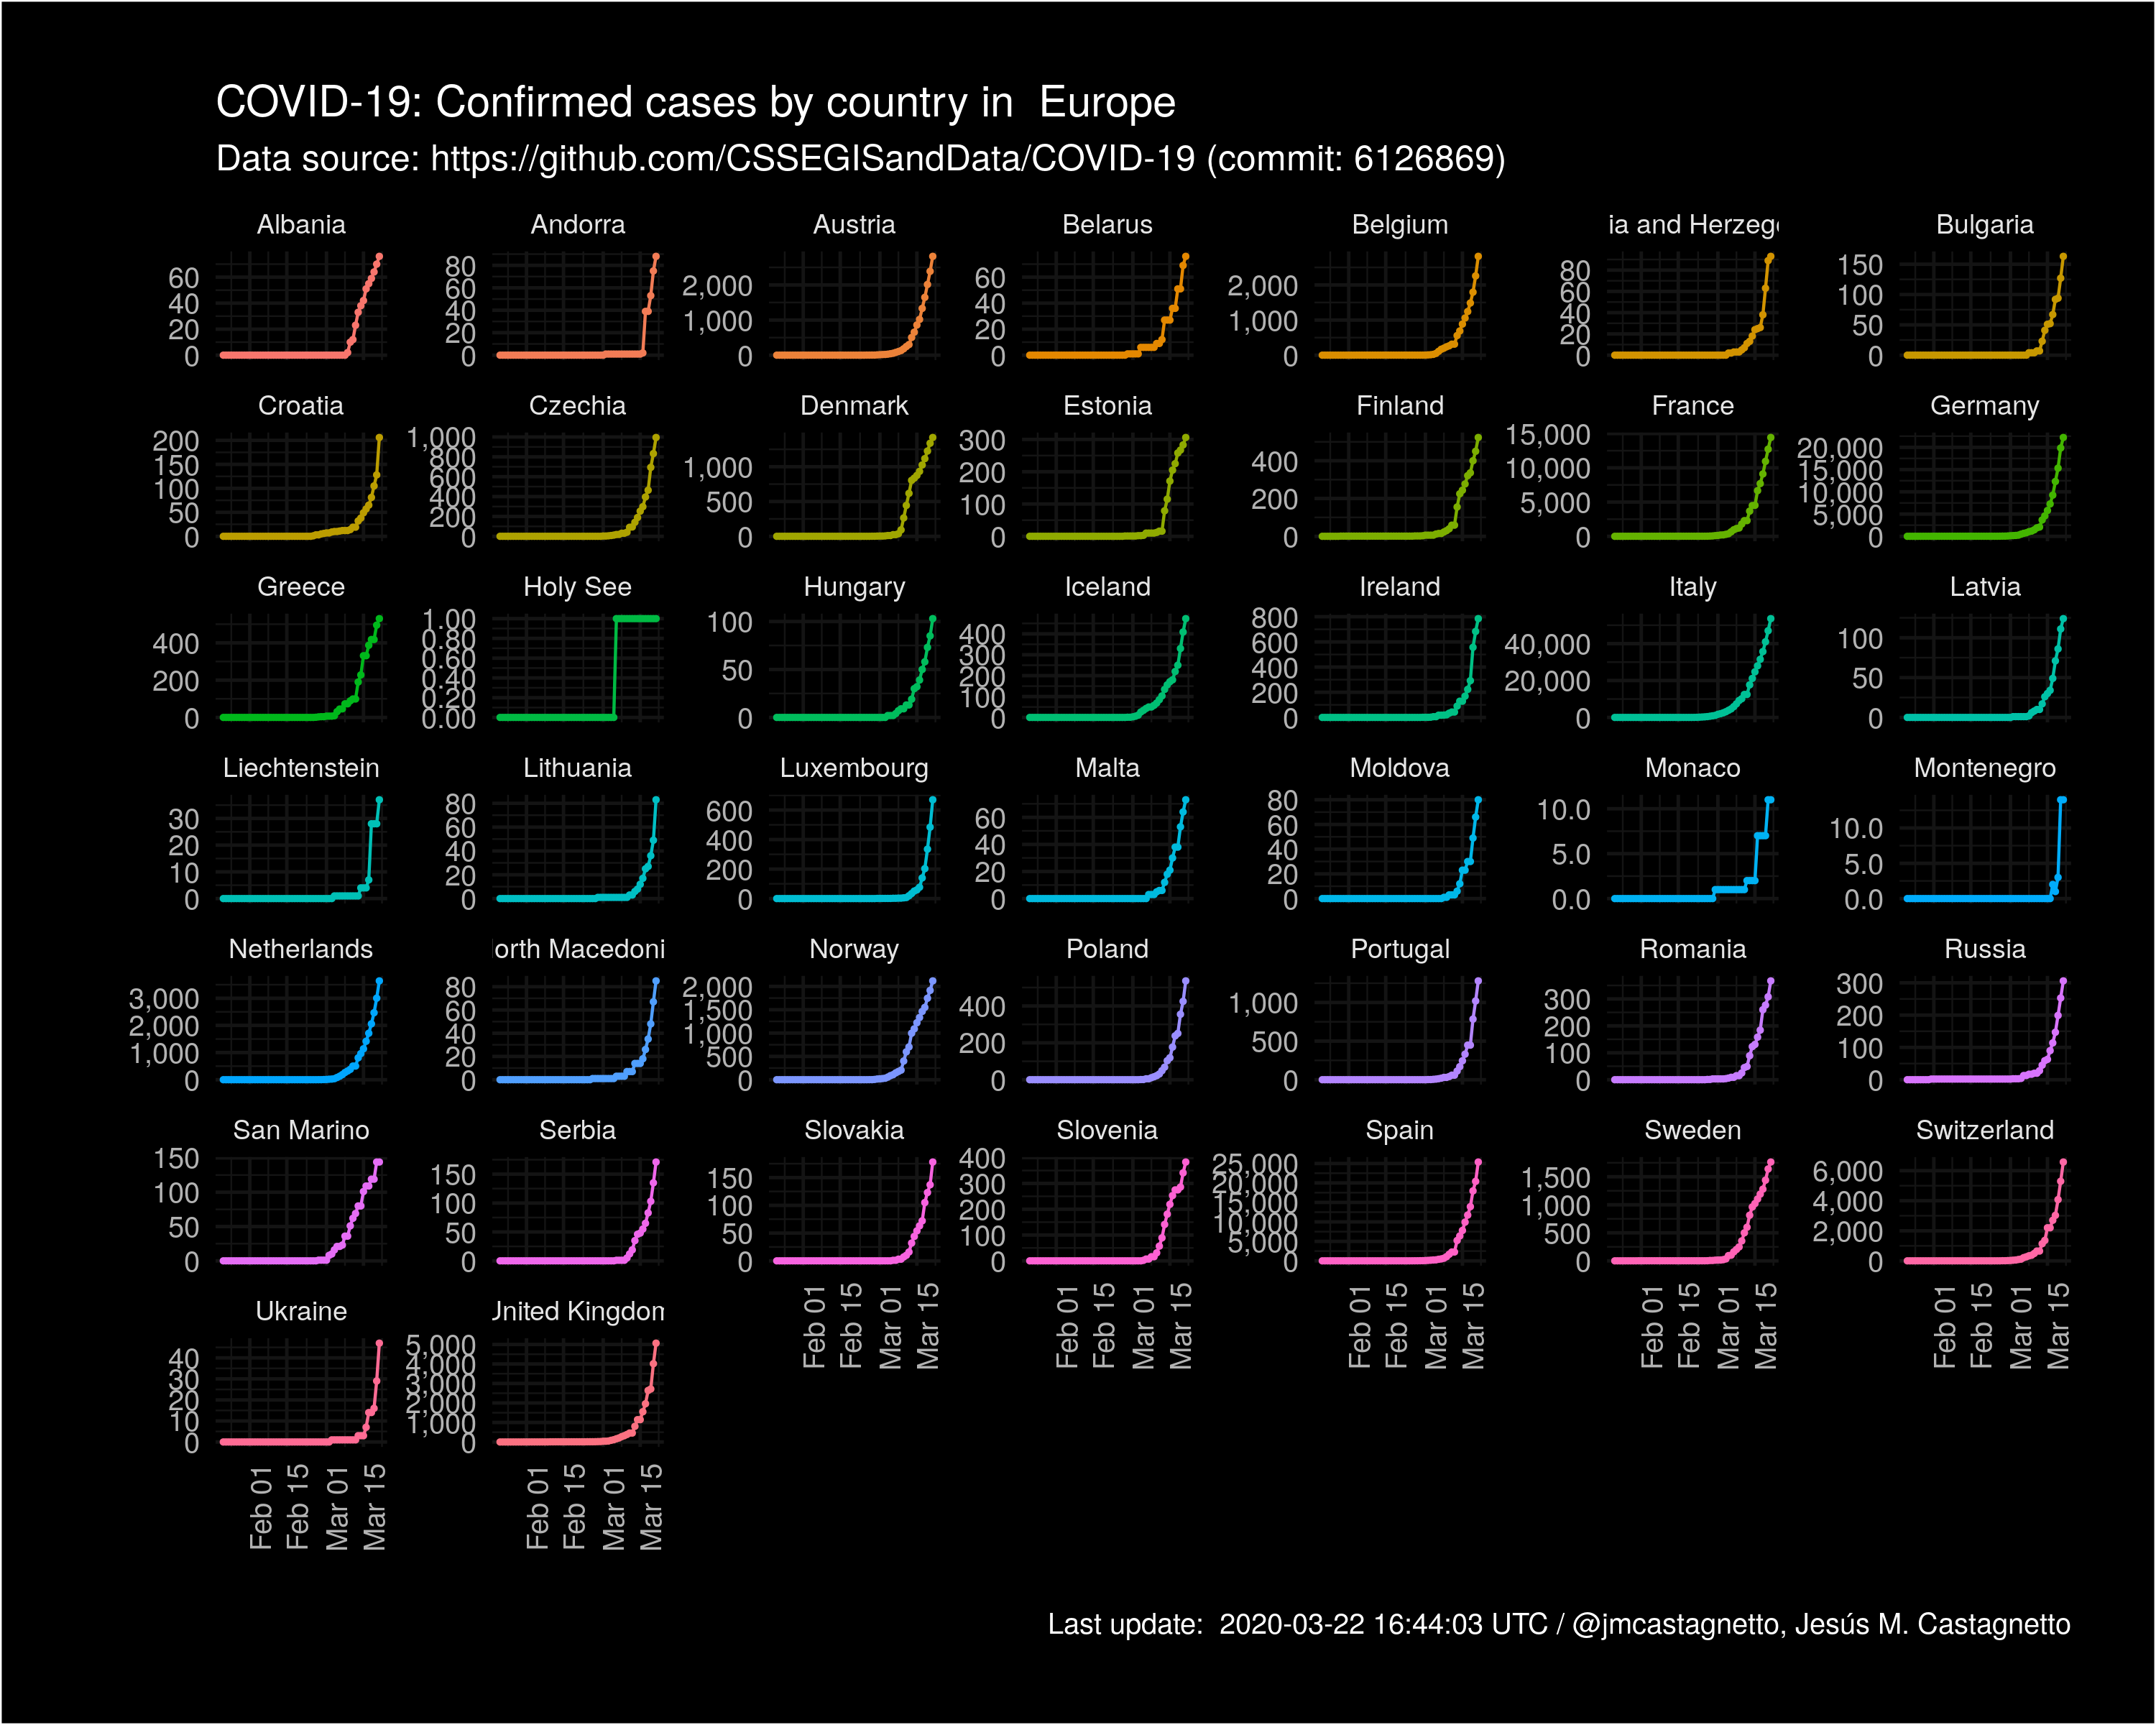 COVID-19: Confirmed cases by country in  Europe
Data source: https://github.com/CSSEGISandData/COVID-19 (commit: 6126869)
Albania Andorra Austria Belarus Belgium ia and Herzeg Bulgaria
60 40 20 0
80 60 40 20 0
2,000 1,000 0
60 40 20 0
2,000 1,000 0
80 60 40 20 0
150 100 50 0
Croatia Czechia Denmark Estonia Finland France Germany
200 150 100 50 0
1,000 800 600 400 200 0
1,000 500 0
300 200 100 0
400 200 0
15,000 10,000 5,000 0
20,000 15,000 10,000 5,000 0
Greece Holy See Hungary Iceland Ireland Italy Latvia
400 200 0
1.00 0.80 0.60 0.40 0.20 0.00
100 50 0
400 300 200 100 0
800 600 400 200 0
40,000 20,000 0
100 50 0
Liechtenstein Lithuania Luxembourg Malta Moldova Monaco Montenegro
30 20 10 0
80 60 40 20 0
600 400 200 0
60 40 20 0
80 60 40 20 0
10.0 5.0 0.0
10.0 5.0 0.0
Netherlands orth Macedoni Norway Poland Portugal Romania Russia
3,000 2,000 1,000 0
80 60 40 20 0
2,000 1,500 1,000 500 0
400 200 0
1,000 500 0
300 200 100 0
300 200 100 0
San Marino Serbia Slovakia Slovenia Spain Sweden Switzerland
150 100 50 0
150 100 50 0
150 100 50 0
400 300 200 100 0
25,000 20,000 15,000 10,000 5,000 0
1,500 1,000 500 0
6,000 4,000 2,000 0
Feb 01 Feb 15 Mar 01 Mar 15
Feb 01 Feb 15 Mar 01 Mar 15
Feb 01 Feb 15 Mar 01 Mar 15
Feb 01 Feb 15 Mar 01 Mar 15
Feb 01 Feb 15 Mar 01 Mar 15
Ukraine United Kingdom
40 30 20 10 0
5,000 4,000 3,000 2,000 1,000 0
Feb 01 Feb 15 Mar 01 Mar 15
Feb 01 Feb 15 Mar 01 Mar 15
Last update:  2020-03-22 16:44:03 UTC / @jmcastagnetto, Jesús M. Castagnetto